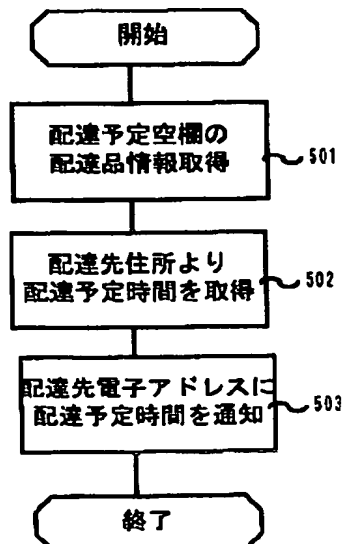 開始
配達予定空欄の
配達品情報取得
501
配達先住所より
配達予定時間を取得
502
配達先電子アドレスに
配達予定時間を通知
503
終了